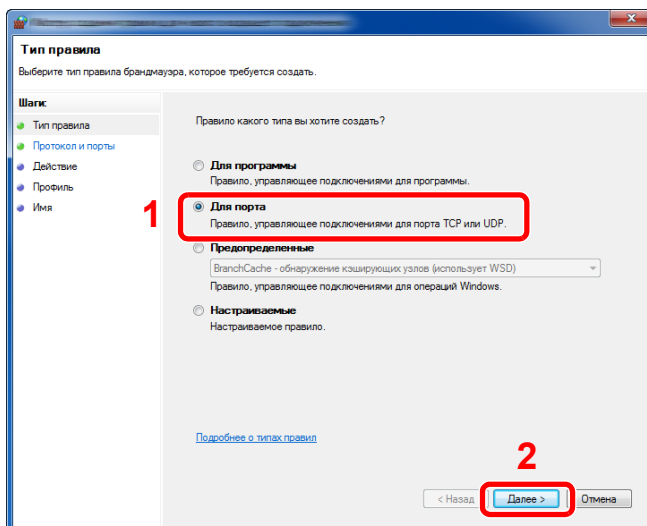 x
Тип правила
Выберите тип правила брандмауэра, которое требуется создать.
Шаги:
Тип правила
Протокол и порты
Действие
Профиль
Имя
Правило какого типа вы хотите создать?
Для программы
Правило, управляющее подключениями для программы.
1
Для порта
Правило, управляющее подключениями для порта TCP или UDP.
Предопределенные
BranchCache - обнаружение кэширующих узлов (использует WSD)
Правило, управляющее подключениями для операций Windows.
Настраиваемые
Настраиваемое правило.
Подробнее о типах правил
2
< Назад
Далее >
Отмена